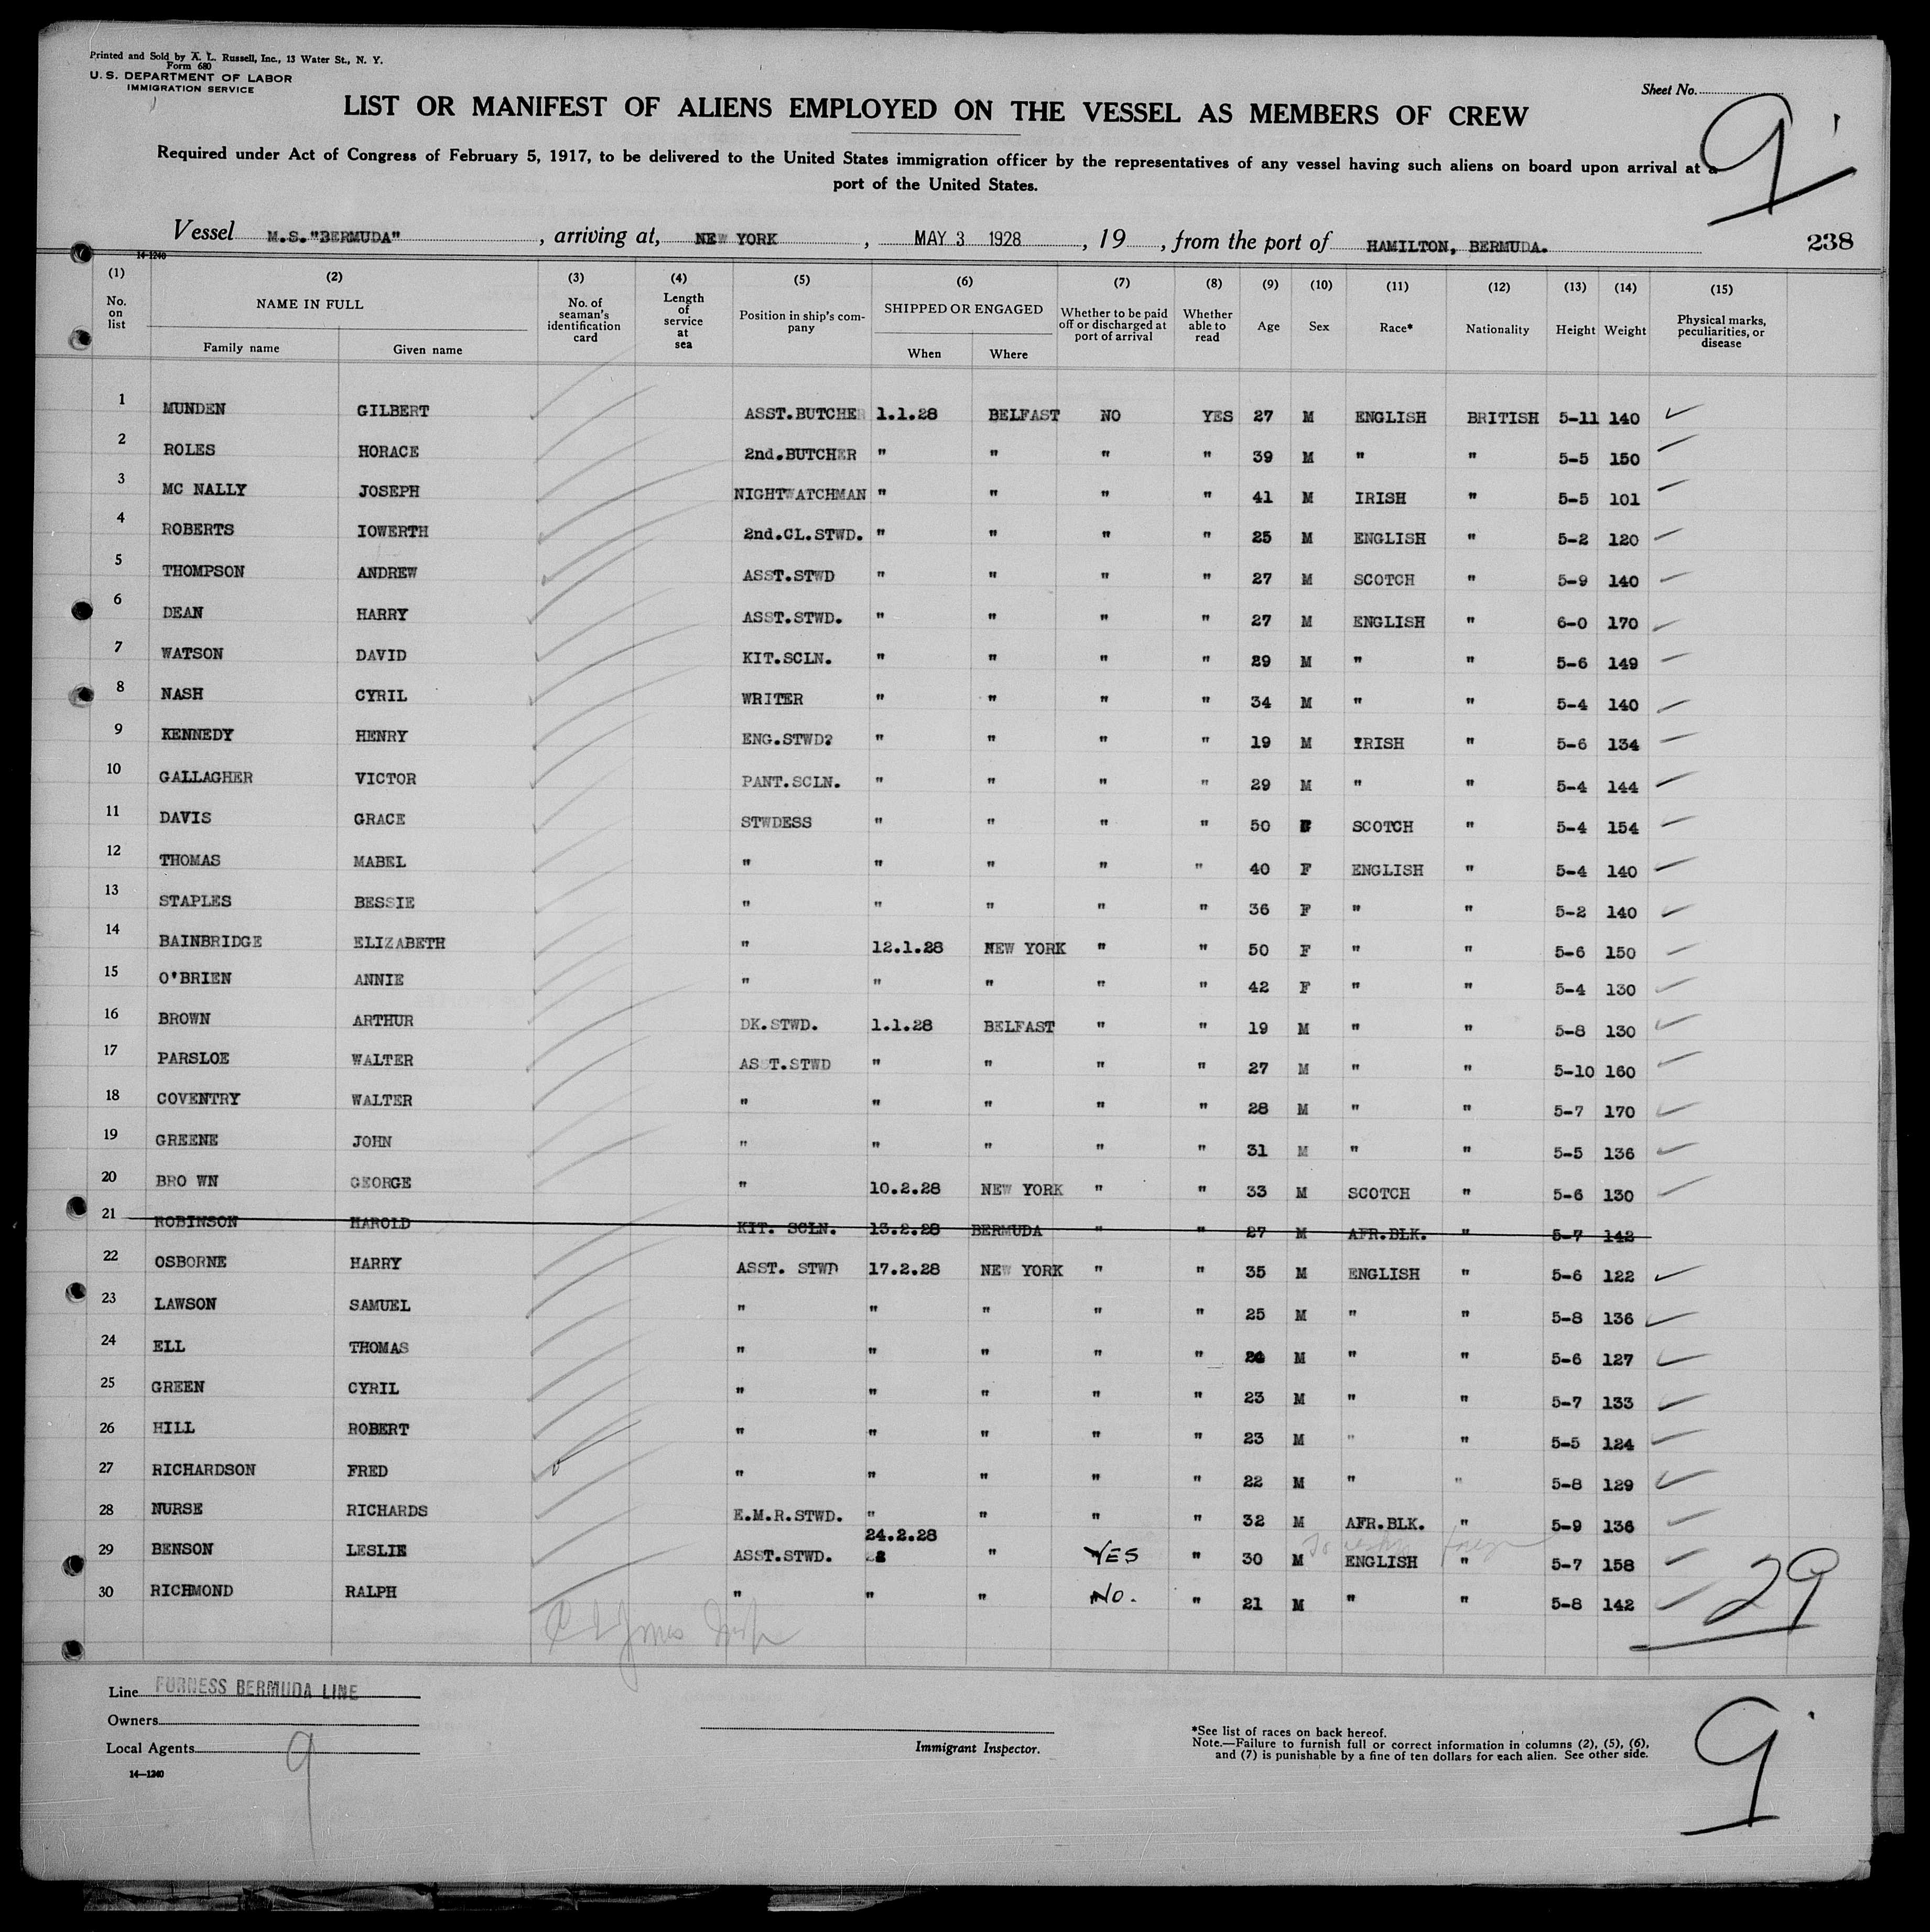 Printed and Sold by A. L. Russell, Inc., 13 Water St., N. Y.
Form 680
U. S. DEPARTMENT OF LABOR
IMMIGRATION SERVICE
Sheet No.
9
LIST OR MANIFEST OF ALIENS EMPLOYED ON THE VESSEL AS MEMBERS OF CREW
Required under Act of Congress of February 5, 1917, to be delivered to the United States immigration officer by the representatives of any vessel having such aliens on board upon arrival at a
port of the United States.
Vessel M.S."BERMUDA" , arriving at, NEW YORK , MAY 3 1928 , 19 , from the port of HAMILTON, BERMUDA. 238
14-1240
(1) No. on list (2) NAME IN FULL Family name Given name (3) No. of seaman's identification card (4) Length of service at sea (5) Position in ship's company (6) SHIPPED OR ENGAGED When Where (7) Whether to be paid off or discharged at port of arrival (8) Whether able to read (9) Age (10) Sex (11) Race* (12) Nationality (13) Height (14) Weight (15) Physical marks, peculiarities, or disease
1 MUNDEN GILBERT ASST.BUTCHER 1.1.28 BELFAST NO YES 27 M ENGLISH BRITISH 5-11 140
2 ROLES HORACE 2nd.BUTCHER " " " " 39 M " " 5-5 150
3 MC NALLY JOSEPH NIGHTWATCHMAN " " " " 41 M IRISH " 5-5 101
4 ROBERTS IOWERTH 2nd.CL.STWD. " " " " 25 M ENGLISH " 5-2 120
5 THOMPSON ANDREW ASST.STWD " " " " 27 M SCOTCH " 5-9 140
6 DEAN HARRY ASST.STWD. " " " " 27 M ENGLISH " 6-0 170
7 WATSON DAVID KIT.SCLN. " " " " 29 M " " 5-6 149
8 NASH CYRIL WRITER " " " " 34 M " " 5-4 140
9 KENNEDY HENRY ENG.STWD? " " " " 19 M IRISH " 5-6 134
10 GALLAGHER VICTOR PANT.SCLN. " " " " 29 M " " 5-4 144
11 DAVIS GRACE STWDESS " " " " 50 F SCOTCH " 5-4 154
12 THOMAS MABEL " " " " " 40 F ENGLISH " 5-4 140
13 STAPLES BESSIE " " " " " 36 F " " 5-2 140
14 BAINBRIDGE ELIZABETH " 12.1.28 NEW YORK " " 50 F " " 5-6 150
15 O'BRIEN ANNIE " " " " " 42 F " " 5-4 130
16 BROWN ARTHUR DK.STWD. 1.1.28 BELFAST " " 19 M " " 5-8 130
17 PARSLOE WALTER ASST.STWD " " " " 27 M " " 5-10 160
18 COVENTRY WALTER " " " " " 28 M " " 5-7 170
19 GREENE JOHN " " " " " 31 M " " 5-5 136
20 BRO WN GEORGE " 10.2.28 NEW YORK " " 33 M SCOTCH " 5-6 130
21 ROBINSON HAROLD KIT. SCLN. 13.2.28 BERMUDA " " 27 M AFR.BLK. " 5-7 142
22 OSBORNE HARRY ASST. STWD 17.2.28 NEW YORK " " 35 M ENGLISH " 5-6 122
23 LAWSON SAMUEL " " " " " 25 M " " 5-8 136
24 ELL THOMAS " " " " " M " " 5-6 127
25 GREEN CYRIL " " " " " 23 M " " 5-7 133
26 HILL ROBERT " " " " " 23 M " " 5-5 124
27 RICHARDSON FRED " " " " " 22 M " " 5-8 129
28 NURSE RICHARDS E.M.R.STWD. " " " " 32 M AFR.BLK. " 5-9 136
29 BENSON LESLIE ASST.STWD. 24.2.28 " YES " 30 M ENGLISH " 5-7 158
30 RICHMOND RALPH " " " NO. " 21 M " " 5-8 142
29
Line FURNESS BERMUDA LINE
Owners
Local Agents
14-1240
9
Immigrant Inspector.
*See list of races on back hereof.
Note.—Failure to furnish full or correct information in columns (2), (5), (6),
and (7) is punishable by a fine of ten dollars for each alien. See other side.
9